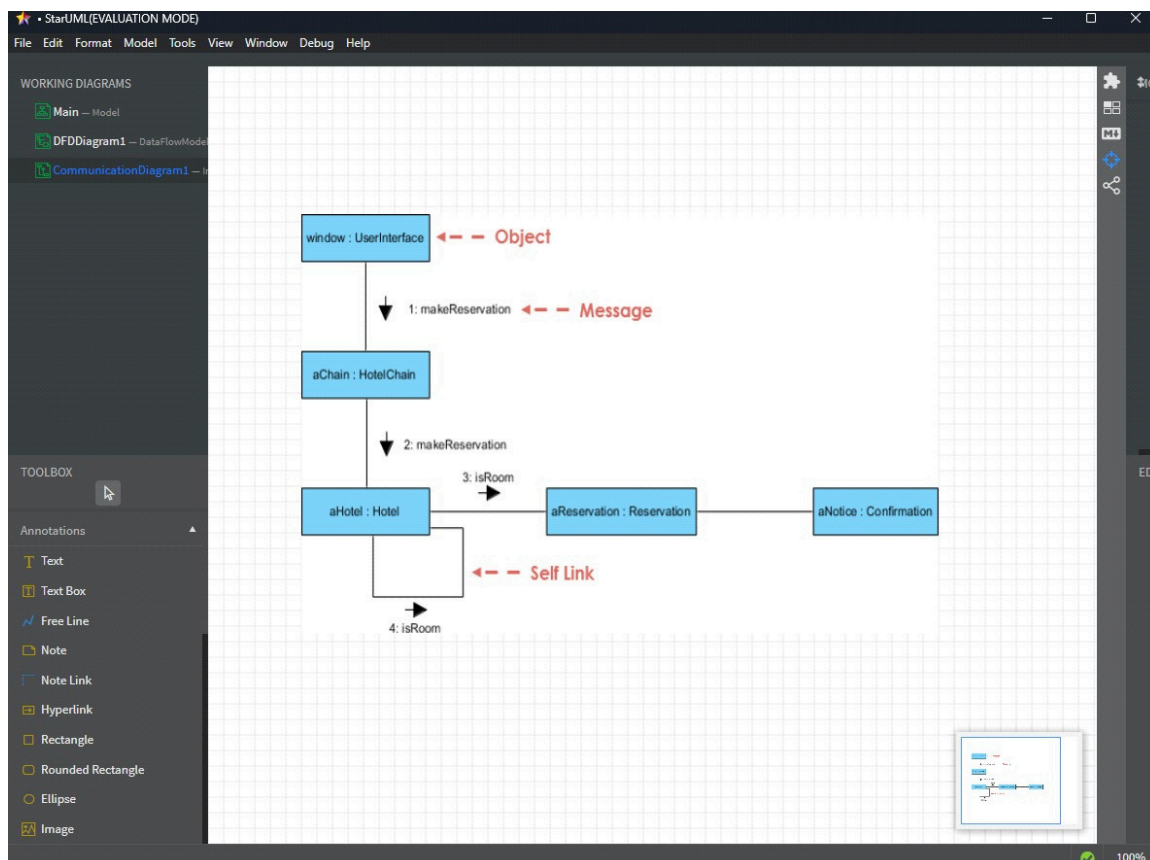 • StarUML(EVALUATION MODE)
File Edit Format Model Tools View Window Debug Help
WORKING DIAGRAMS
Main — Model
DFDDiagram1 — DataFlowModel
CommunicationDiagram1 — In
window : UserInterface
Object
1: makeReservation
Message
aChain : HotelChain
2: makeReservation
3: isRoom
aHotel : Hotel
aReservation : Reservation
aNotice : Confirmation
Self Link
4: isRoom
TOOLBOX
Annotations
T Text
Text Box
Free Line
Note
Note Link
Hyperlink
Rectangle
Rounded Rectangle
Ellipse
Image
ED
100%